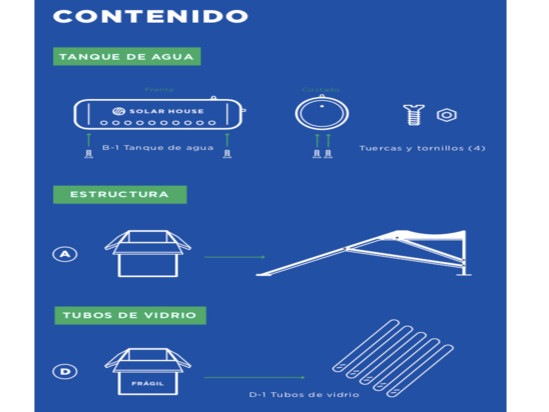 CONTENIDO
TANQUE DE AGUA
Frente
Costado
SOLAR HOUSE
B-1 Tanque de agua
Tuercas y tornillos (4)
ESTRUCTURA
A
TUBOS DE VIDRIO
D
FRÁGIL
D-1 Tubos de vidrio